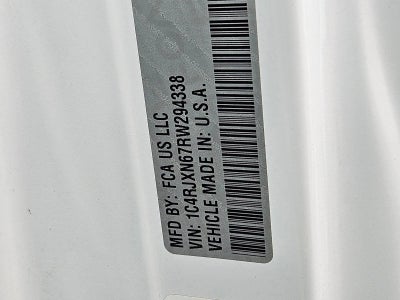 MFD BY: FCA US LLC
VIN: 1C4RJXN67RW294338
VEHICLE MADE IN: U.S.A.